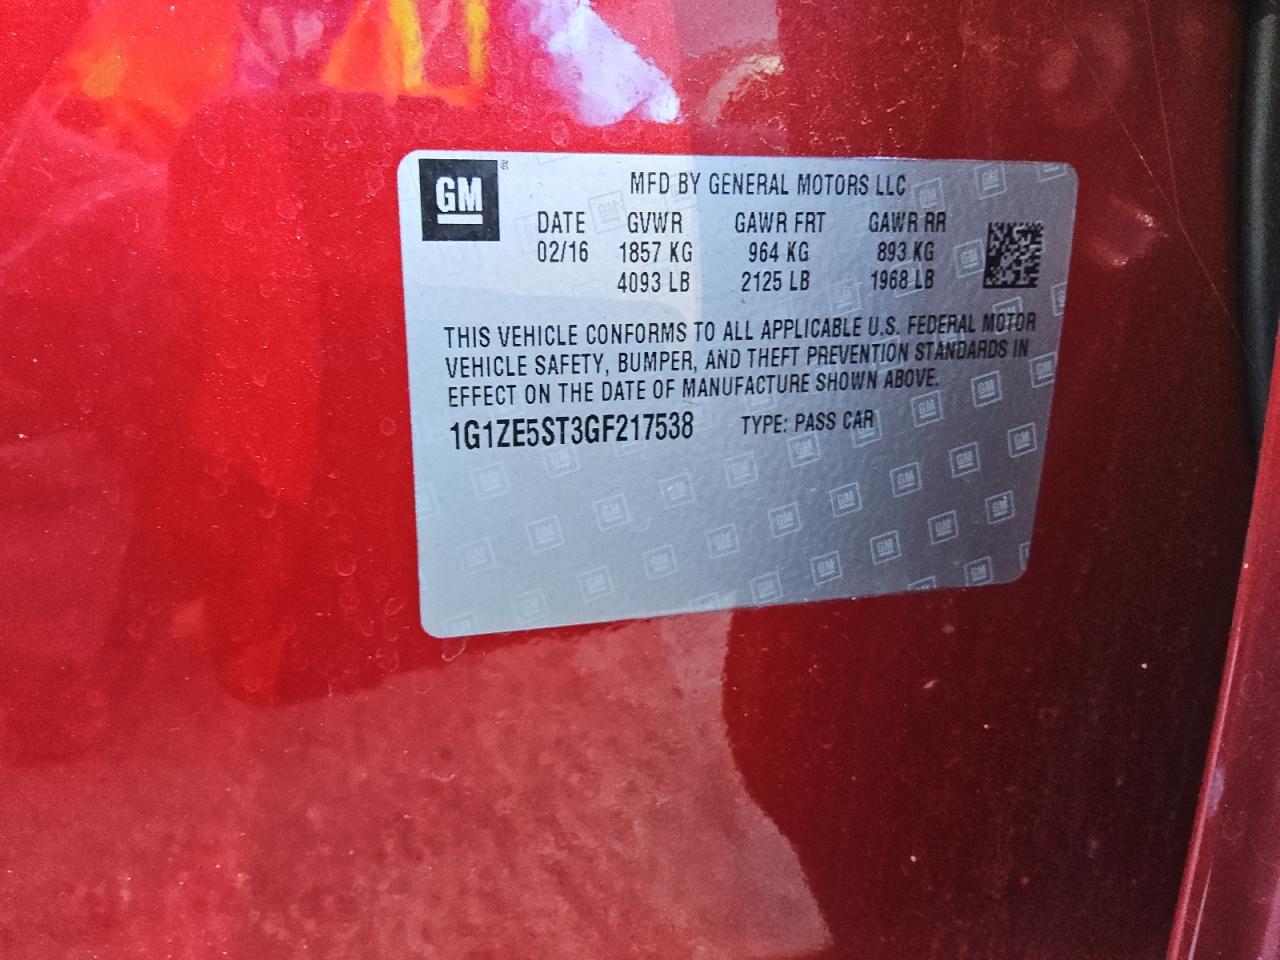 GM
MFD BY GENERAL MOTORS LLC
DATE GVWR GAWR FRT GAWR RR
02/16 1857 KG 964 KG 893 KG
4093 LB 2125 LB 1968 LB
THIS VEHICLE CONFORMS TO ALL APPLICABLE U.S. FEDERAL MOTOR
VEHICLE SAFETY, BUMPER, AND THEFT PREVENTION STANDARDS IN
EFFECT ON THE DATE OF MANUFACTURE SHOWN ABOVE.
1G1ZE5ST3GF217538 TYPE: PASS CAR